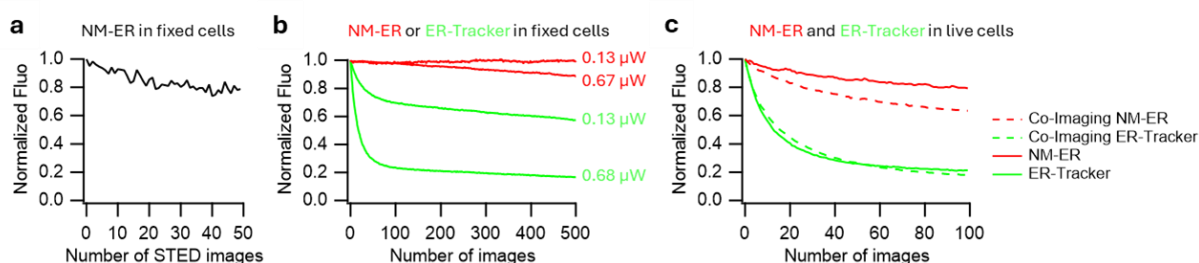 a
NM-ER in fixed cells
Normalized Fluo
1.0
0.8
0.6
0.4
0.2
0.0
0 10 20 30 40 50
Number of STED images
b
NM-ER or ER-Tracker in fixed cells
Normalized Fluo
1.0
0.8
0.6
0.4
0.2
0.0
0.13 µW
0.67 µW
0.13 µW
0.68 µW
0 100 200 300 400 500
Number of images
c
NM-ER and ER-Tracker in live cells
Normalized Fluo
1.0
0.8
0.6
0.4
0.2
0.0
0 20 40 60 80 100
Number of images
Co-Imaging NM-ER
Co-Imaging ER-Tracker
NM-ER
ER-Tracker